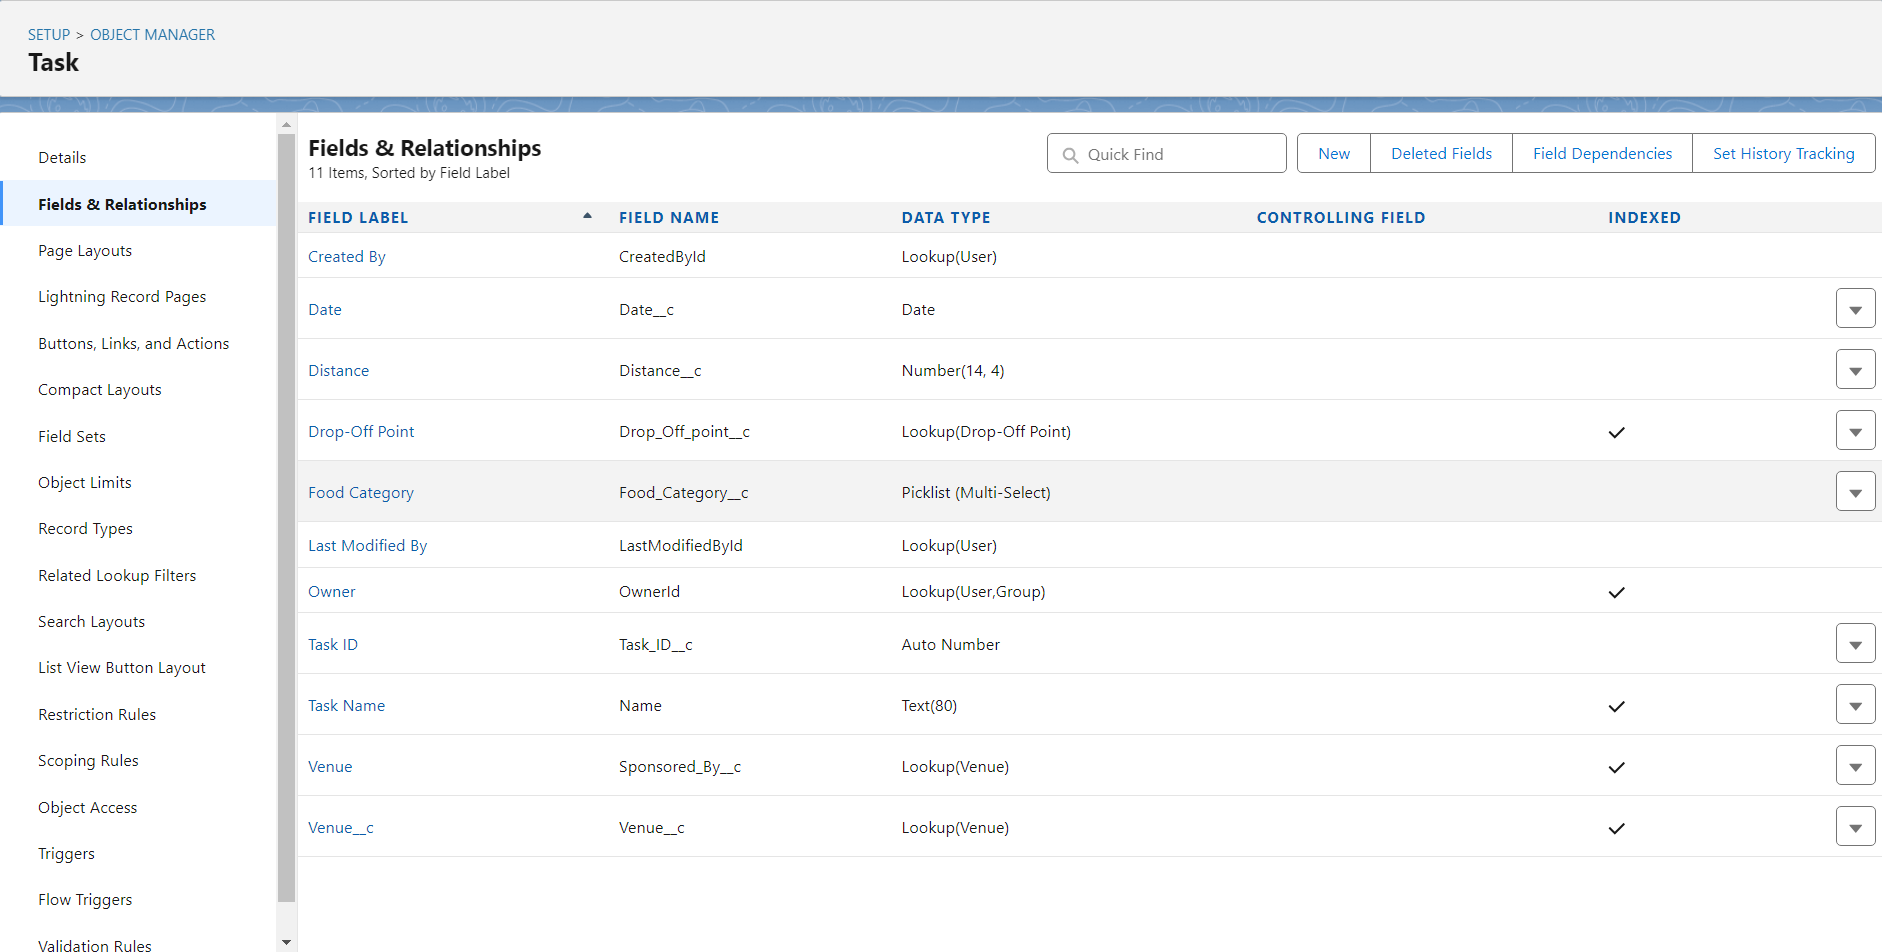 SETUP > OBJECT MANAGER
Task
Details
Fields & Relationships
Page Layouts
Lightning Record Pages
Buttons, Links, and Actions
Compact Layouts
Field Sets
Object Limits
Record Types
Related Lookup Filters
Search Layouts
List View Button Layout
Restriction Rules
Scoping Rules
Object Access
Triggers
Flow Triggers
Validation Rules
Fields & Relationships
11 Items, Sorted by Field Label
Quick Find
New Deleted Fields Field Dependencies Set History Tracking
FIELD LABEL FIELD NAME DATA TYPE CONTROLLING FIELD INDEXED
Created By CreatedById Lookup(User)
Date Date__c Date
Distance Distance__c Number(14, 4)
Drop-Off Point Drop_Off_point__c Lookup(Drop-Off Point)
Food Category Food_Category__c Picklist (Multi-Select)
Last Modified By LastModifiedById Lookup(User)
Owner OwnerId Lookup(User,Group)
Task ID Task_ID__c Auto Number
Task Name Name Text(80)
Venue Sponsored_By__c Lookup(Venue)
Venue__c Venue__c Lookup(Venue)